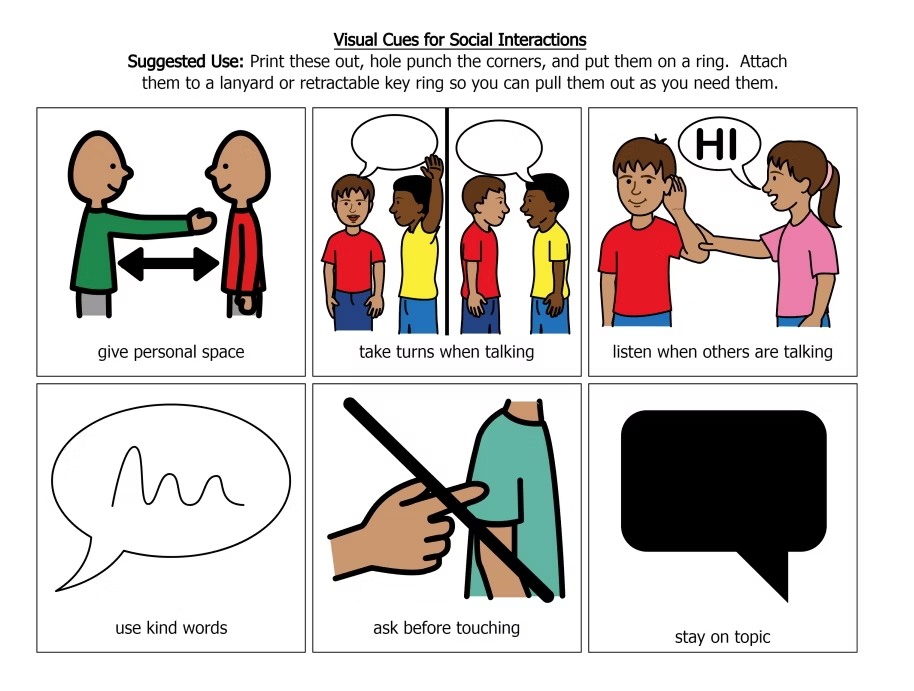 Visual Cues for Social Interactions
Suggested Use: Print these out, hole punch the corners, and put them on a ring. Attach
them to a lanyard or retractable key ring so you can pull them out as you need them.
give personal space
take turns when talking
HI
listen when others are talking
use kind words
ask before touching
stay on topic